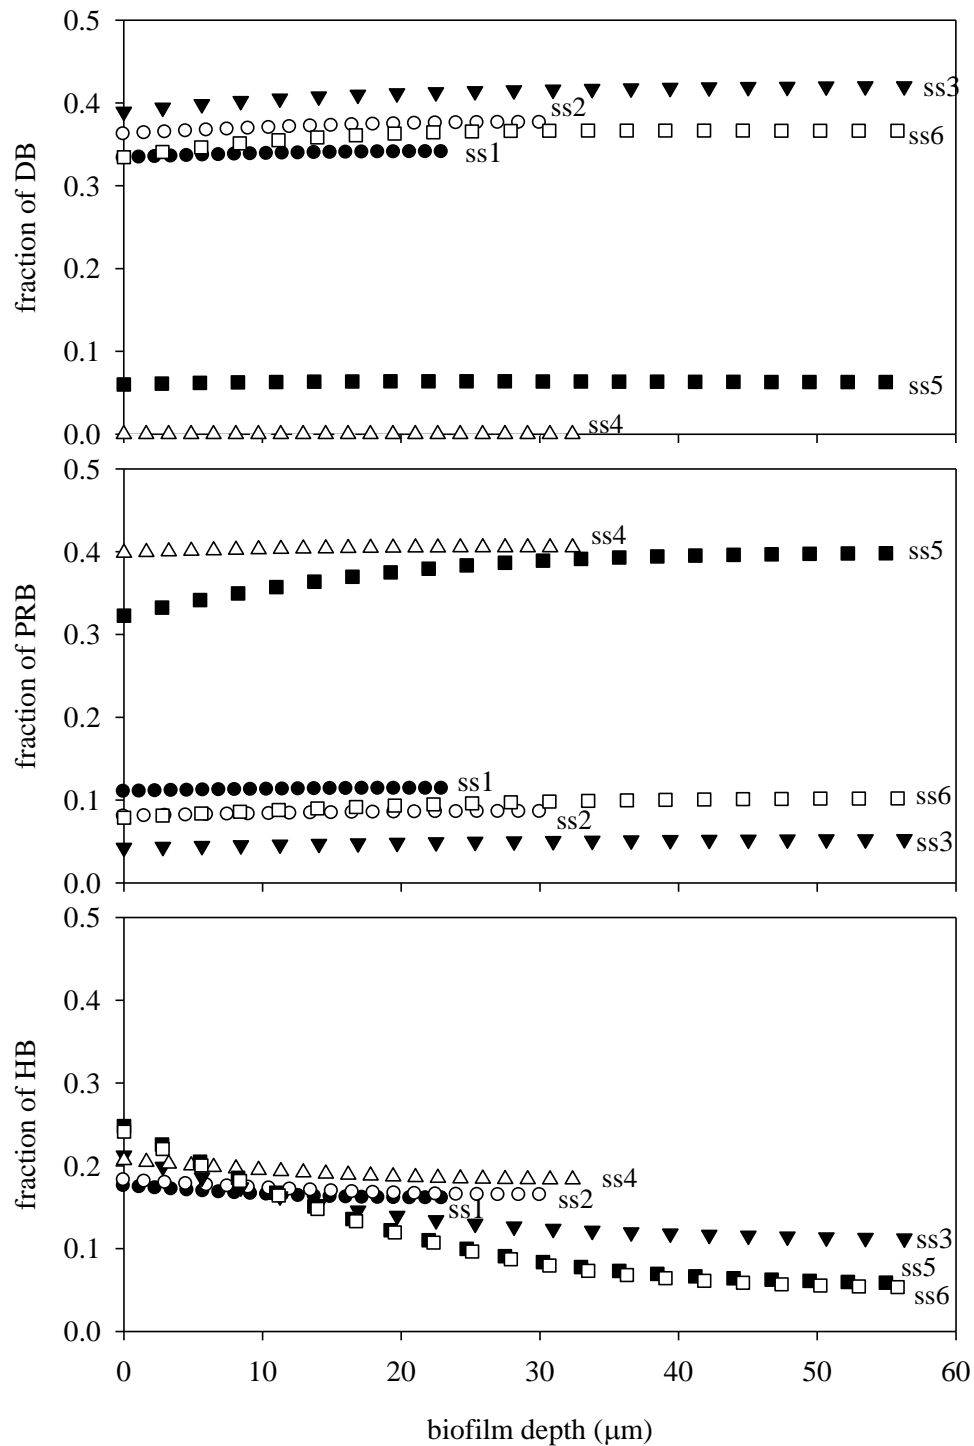 0.5
0.4
0.3
0.2
0.1
0.0
fraction of DB
ss3
ss2
ss6
ss1
ss5
ss4
0.5
0.4
0.3
0.2
0.1
0.0
fraction of PRB
ss4
ss5
ss1
ss6
ss2
ss3
0.5
0.4
0.3
0.2
0.1
0.0
fraction of HB
ss4
ss2
ss1
ss3
ss5
ss6
0 10 20 30 40 50 60
biofilm depth (μm)